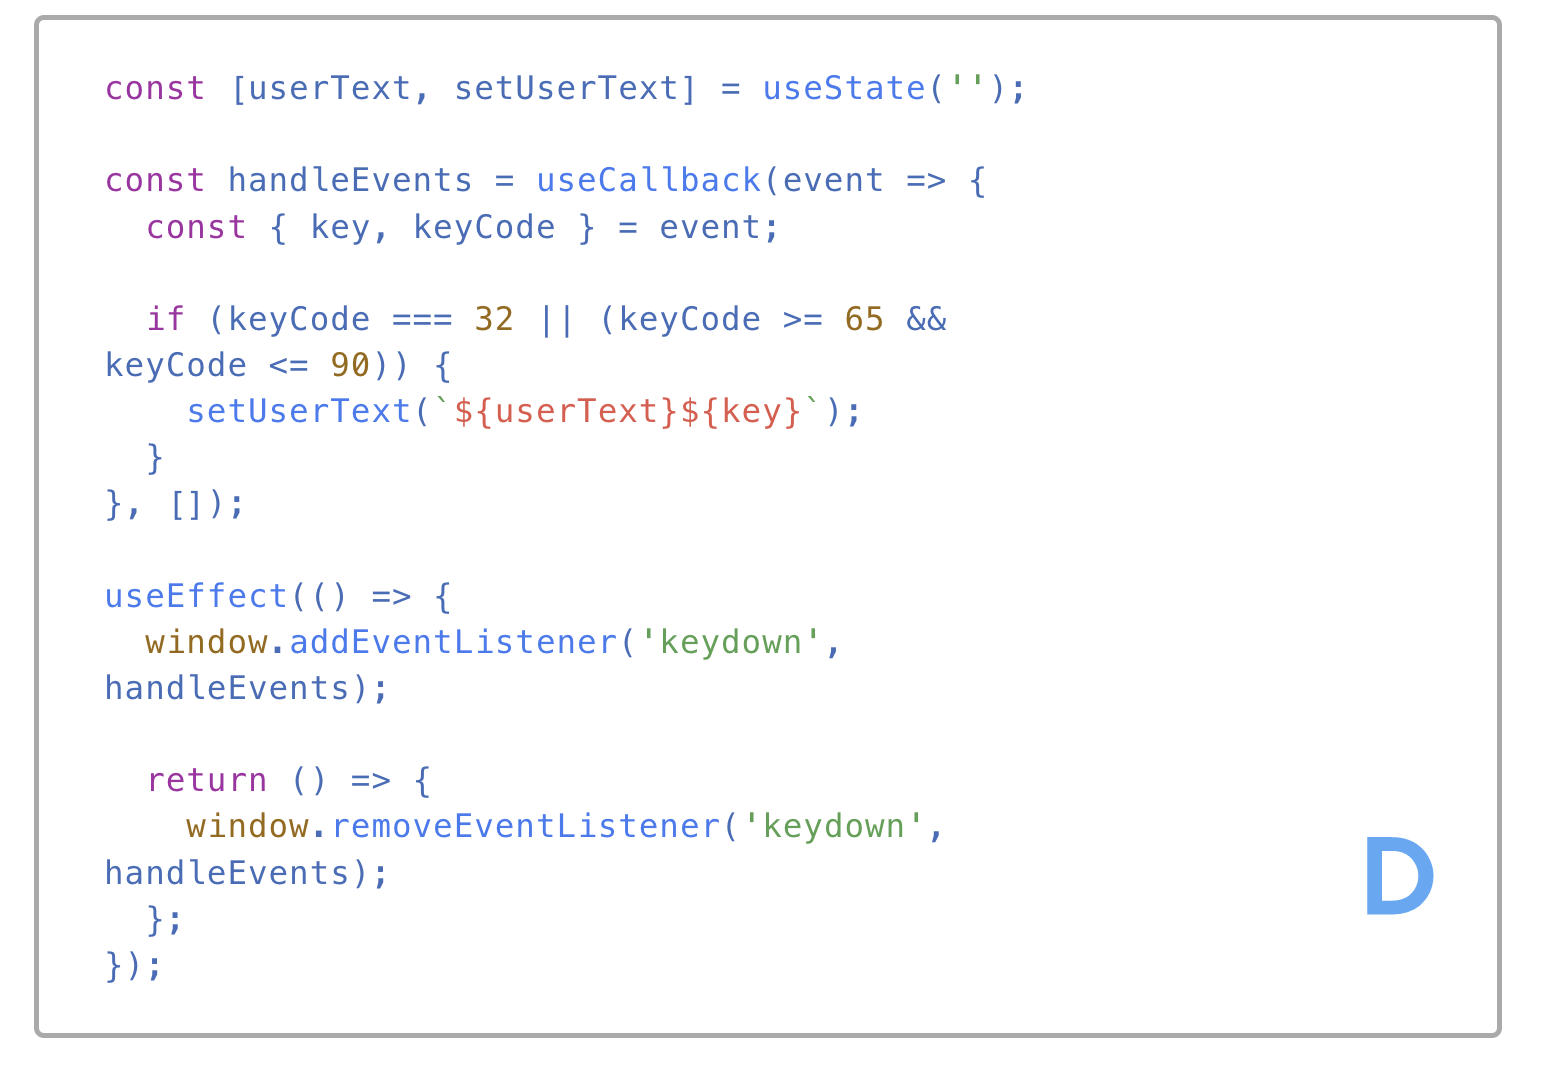 const [userText, setUserText] = useState('');
const handleEvents = useCallback(event => {
  const { key, keyCode } = event;
  if (keyCode === 32 || (keyCode >= 65 &&
keyCode <= 90)) {
    setUserText(`${userText}${key}`);
  }
}, []);
useEffect(() => {
  window.addEventListener('keydown',
handleEvents);
  return () => {
    window.removeEventListener('keydown',
handleEvents);
  };
});
D